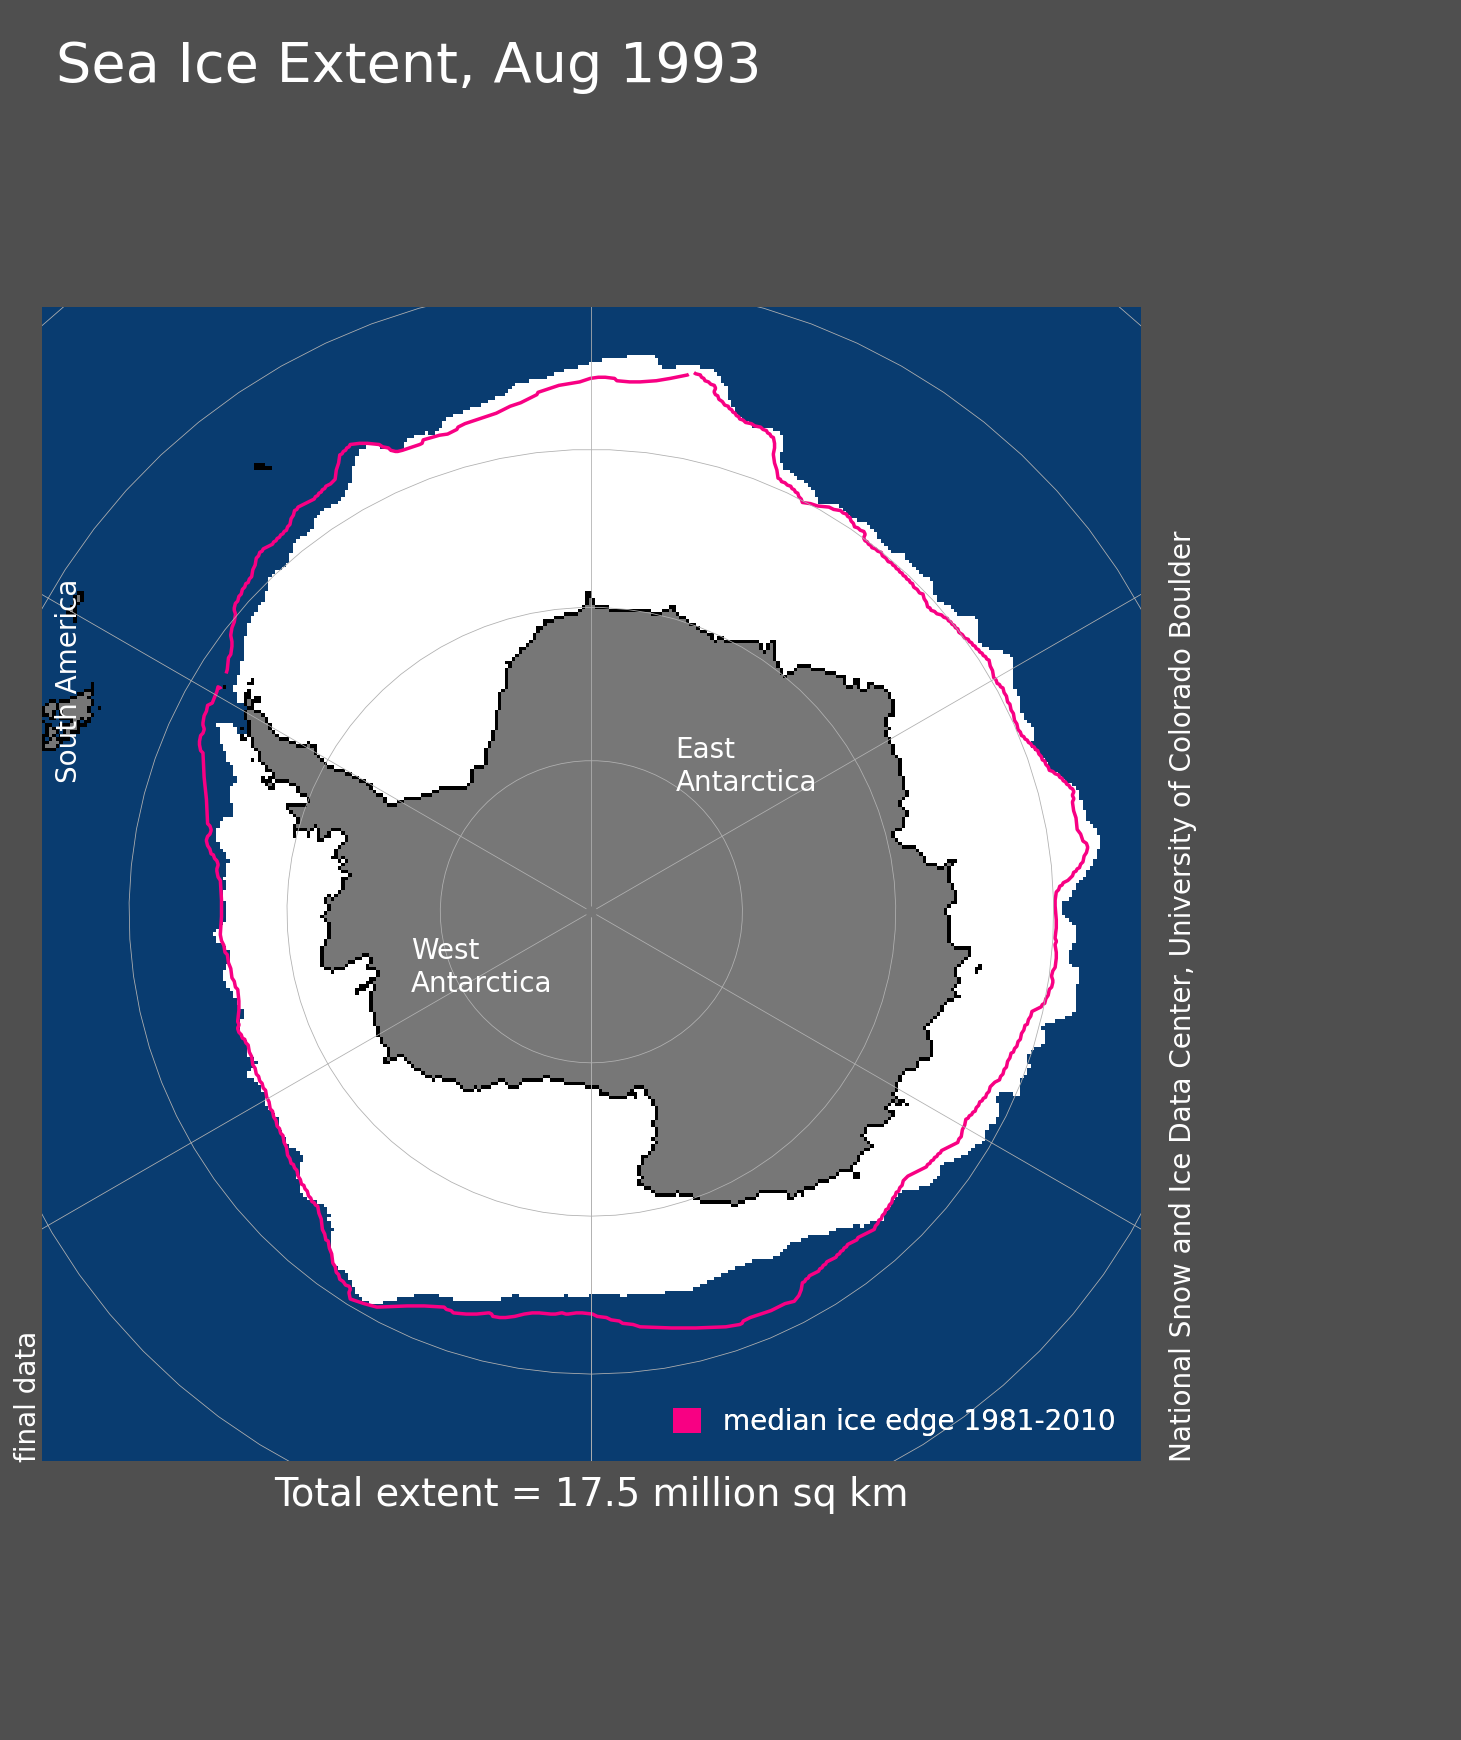 Sea Ice Extent, Aug 1993
South America
East
Antarctica
West
Antarctica
final data
National Snow and Ice Data Center, University of Colorado Boulder
median ice edge 1981-2010
Total extent = 17.5 million sq km